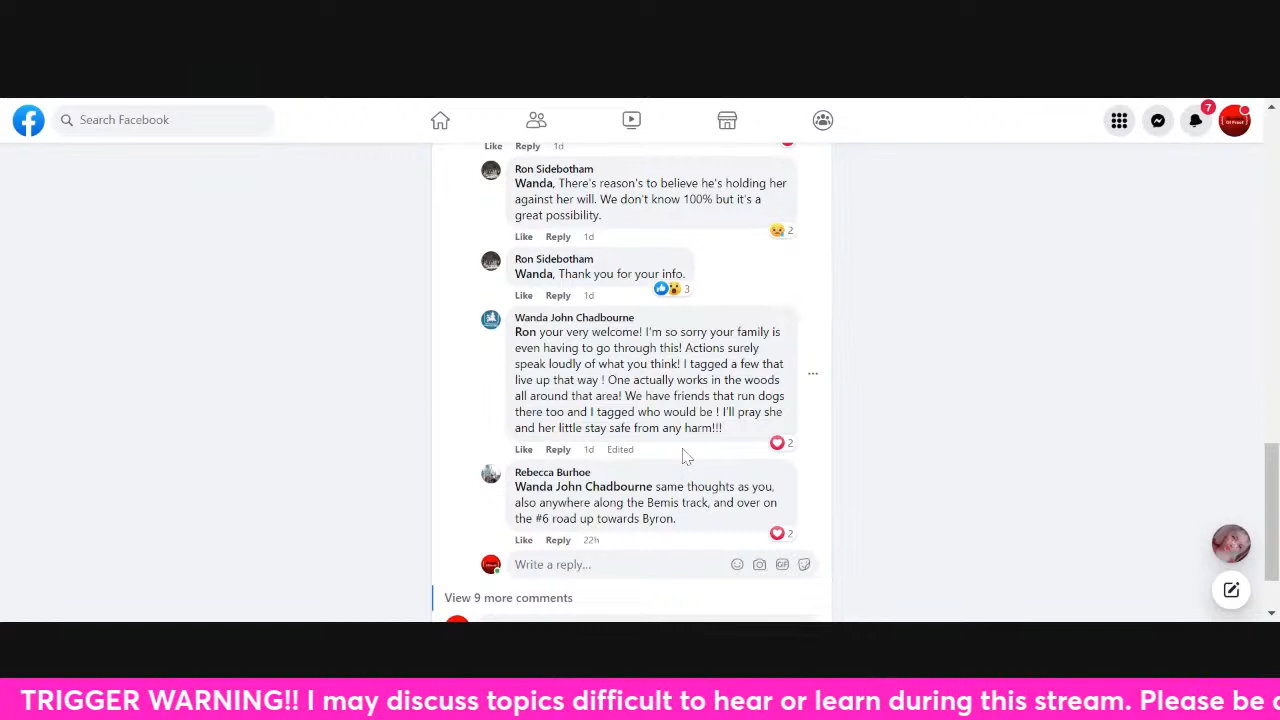 Search Facebook
7
Like Reply 1d
Ron Sidebotham
Wanda, There's reason's to believe he's holding her
against her will. We don't know 100% but it's a
great possibility.
2
Like Reply 1d
Ron Sidebotham
Wanda, Thank you for your info.
3
Like Reply 1d
Wanda John Chadbourne
Ron your very welcome! I'm so sorry your family is
even having to go through this! Actions surely
speak loudly of what you think! I tagged a few that
live up that way ! One actually works in the woods
all around that area! We have friends that run dogs
there too and I tagged who would be ! I'll pray she
and her little stay safe from any harm!!!
2
Like Reply 1d Edited
Rebecca Burhoe
Wanda John Chadbourne same thoughts as you,
also anywhere along the Bemis track, and over on
the #6 road up towards Byron.
2
Like Reply 22h
Write a reply...
GIF
View 9 more comments
TRIGGER WARNING!! I may discuss topics difficult to hear or learn during this stream. Please be